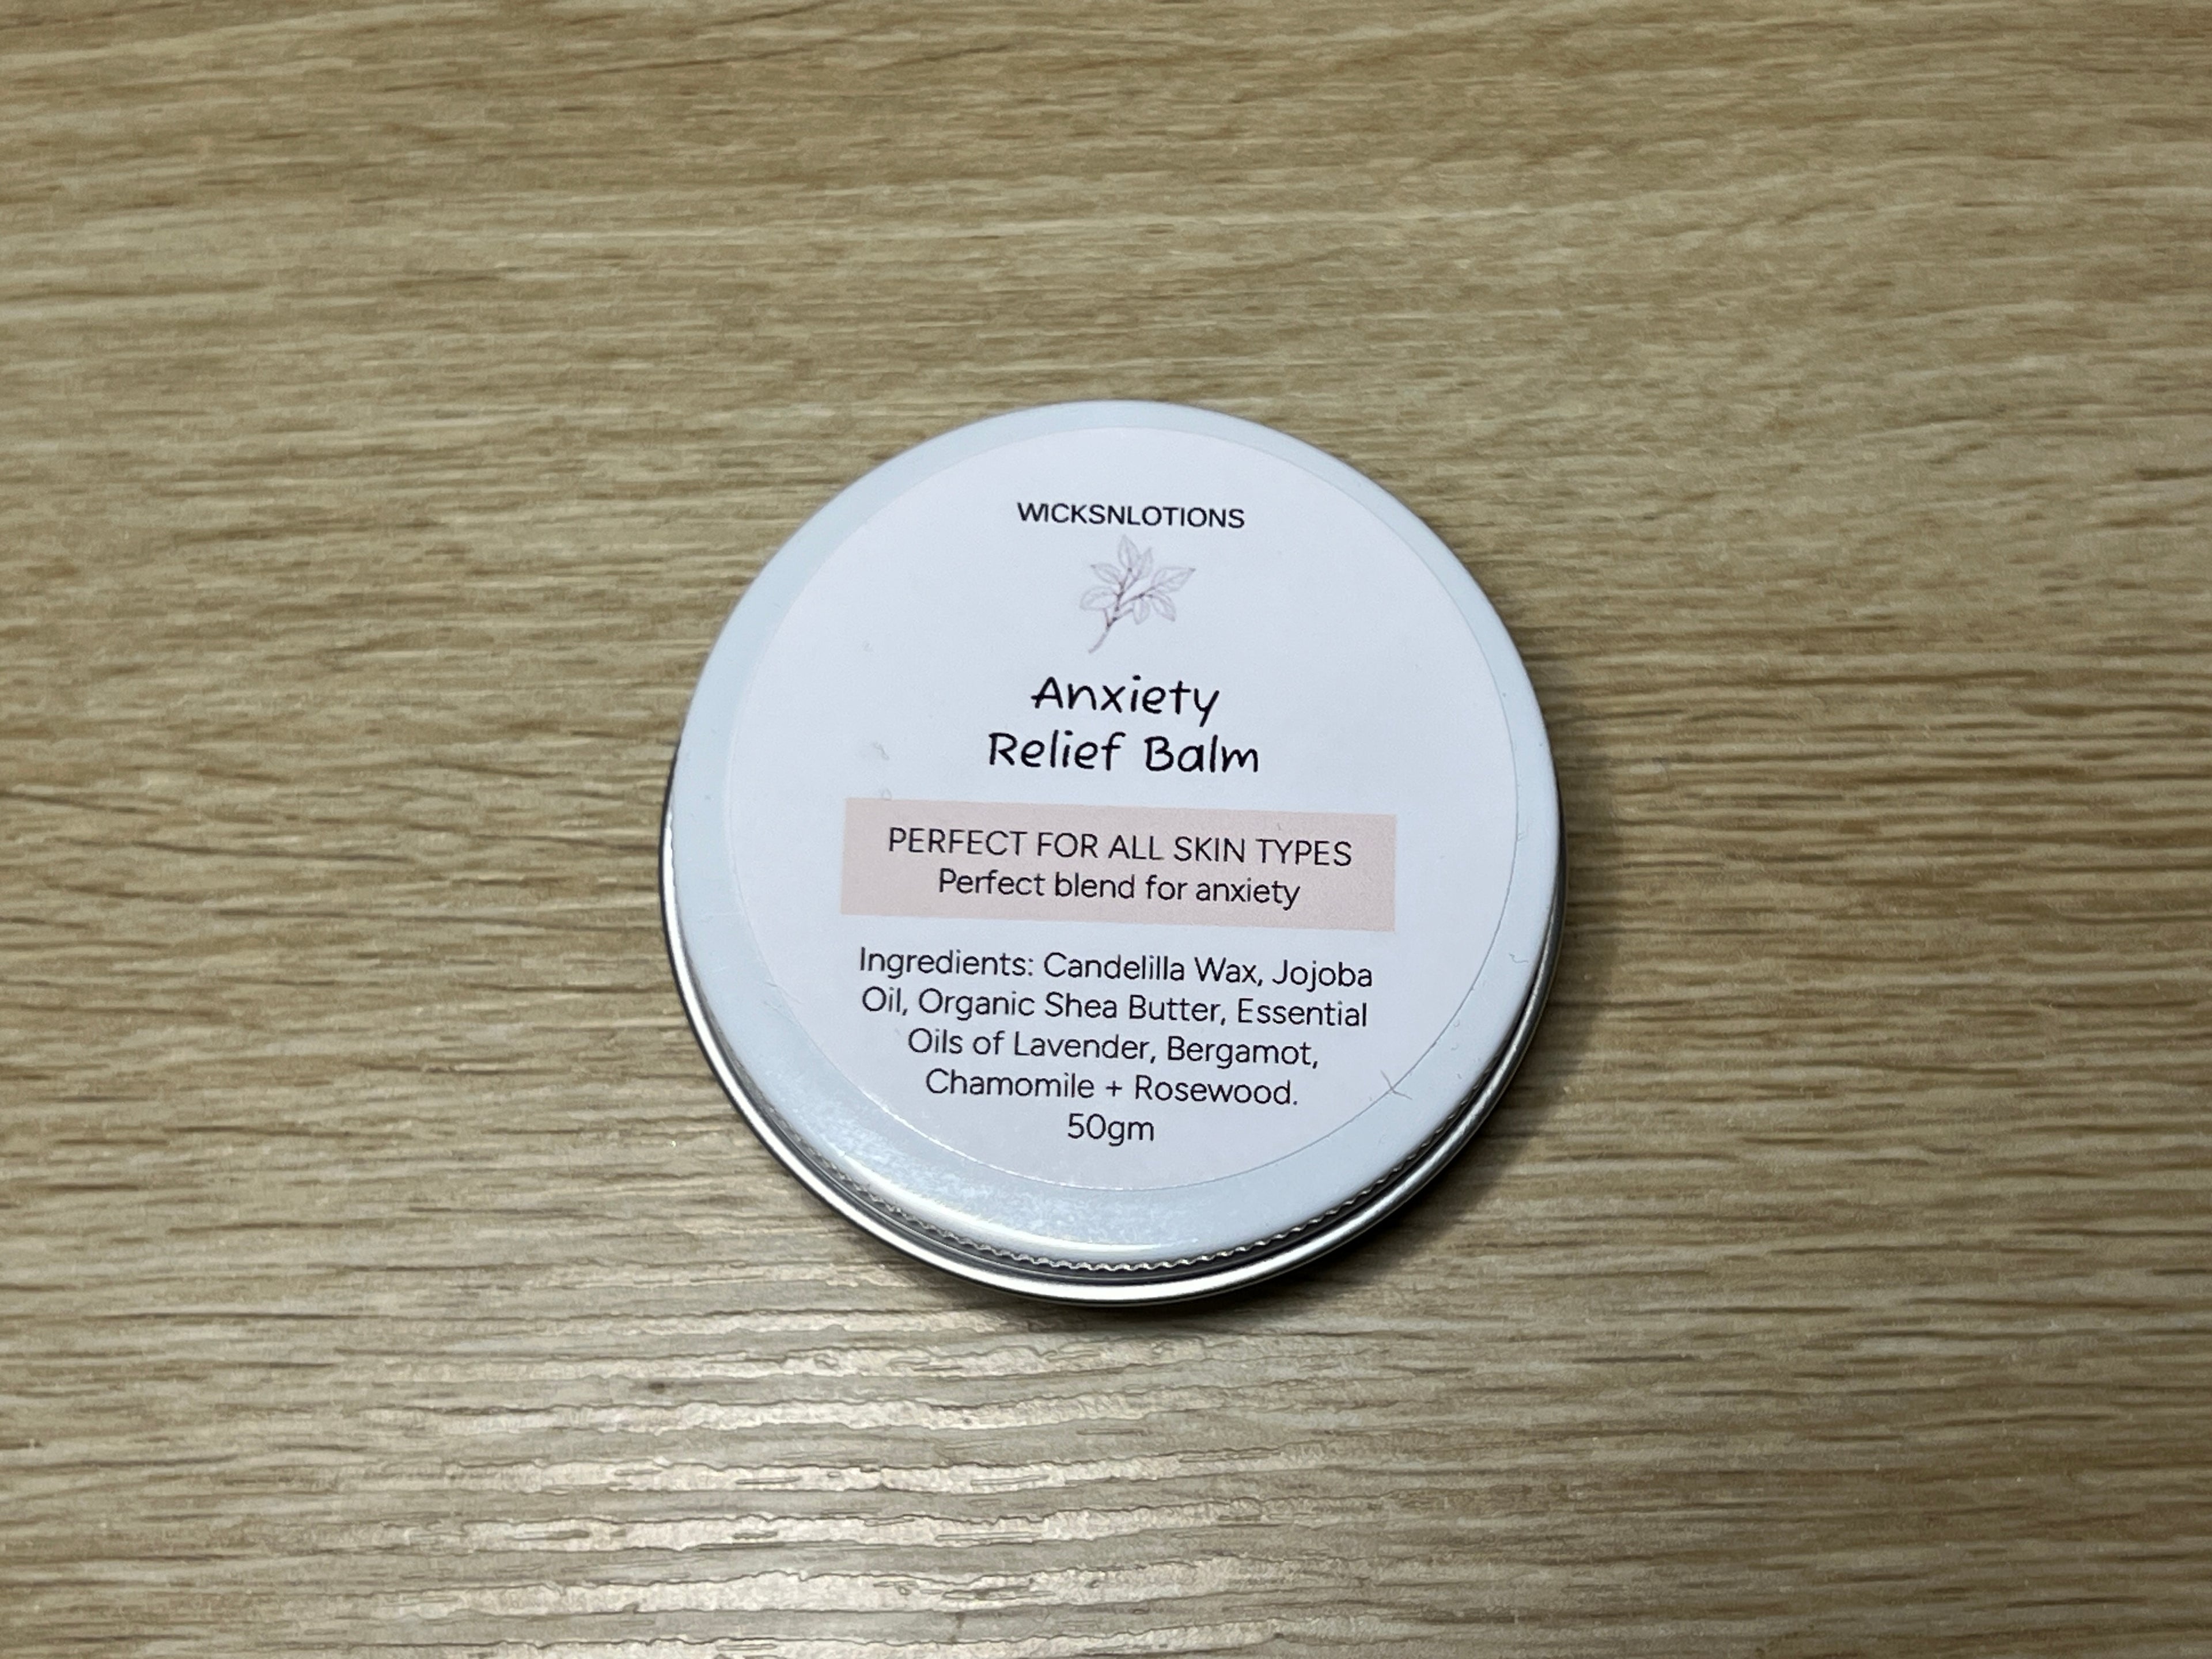 WICKSNLOTIONS
Anxiety
Relief Balm
PERFECT FOR ALL SKIN TYPES
Perfect blend for anxiety
Ingredients: Candelilla Wax, Jojoba
Oil, Organic Shea Butter, Essential
Oils of Lavender, Bergamot,
Chamomile + Rosewood.
50gm